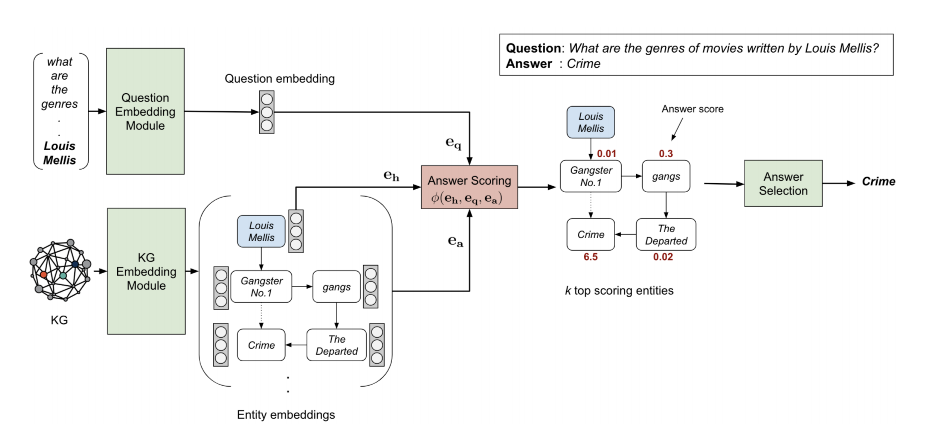 Question: What are the genres of movies written by Louis Mellis?
Answer : Crime
what
are
the
genres
.
.
Louis
Mellis
Question
Embedding
Module
Question embedding
e_q
e_h
Answer Scoring
ϕ(e_h, e_q, e_a)
e_a
KG
KG
Embedding
Module
Louis
Mellis
Gangster
No.1
gangs
Crime
The
Departed
.
.
Entity embeddings
Answer score
Louis
Mellis
0.01
0.3
Gangster
No.1
gangs
Crime
The
Departed
6.5
0.02
k top scoring entities
Answer
Selection
Crime